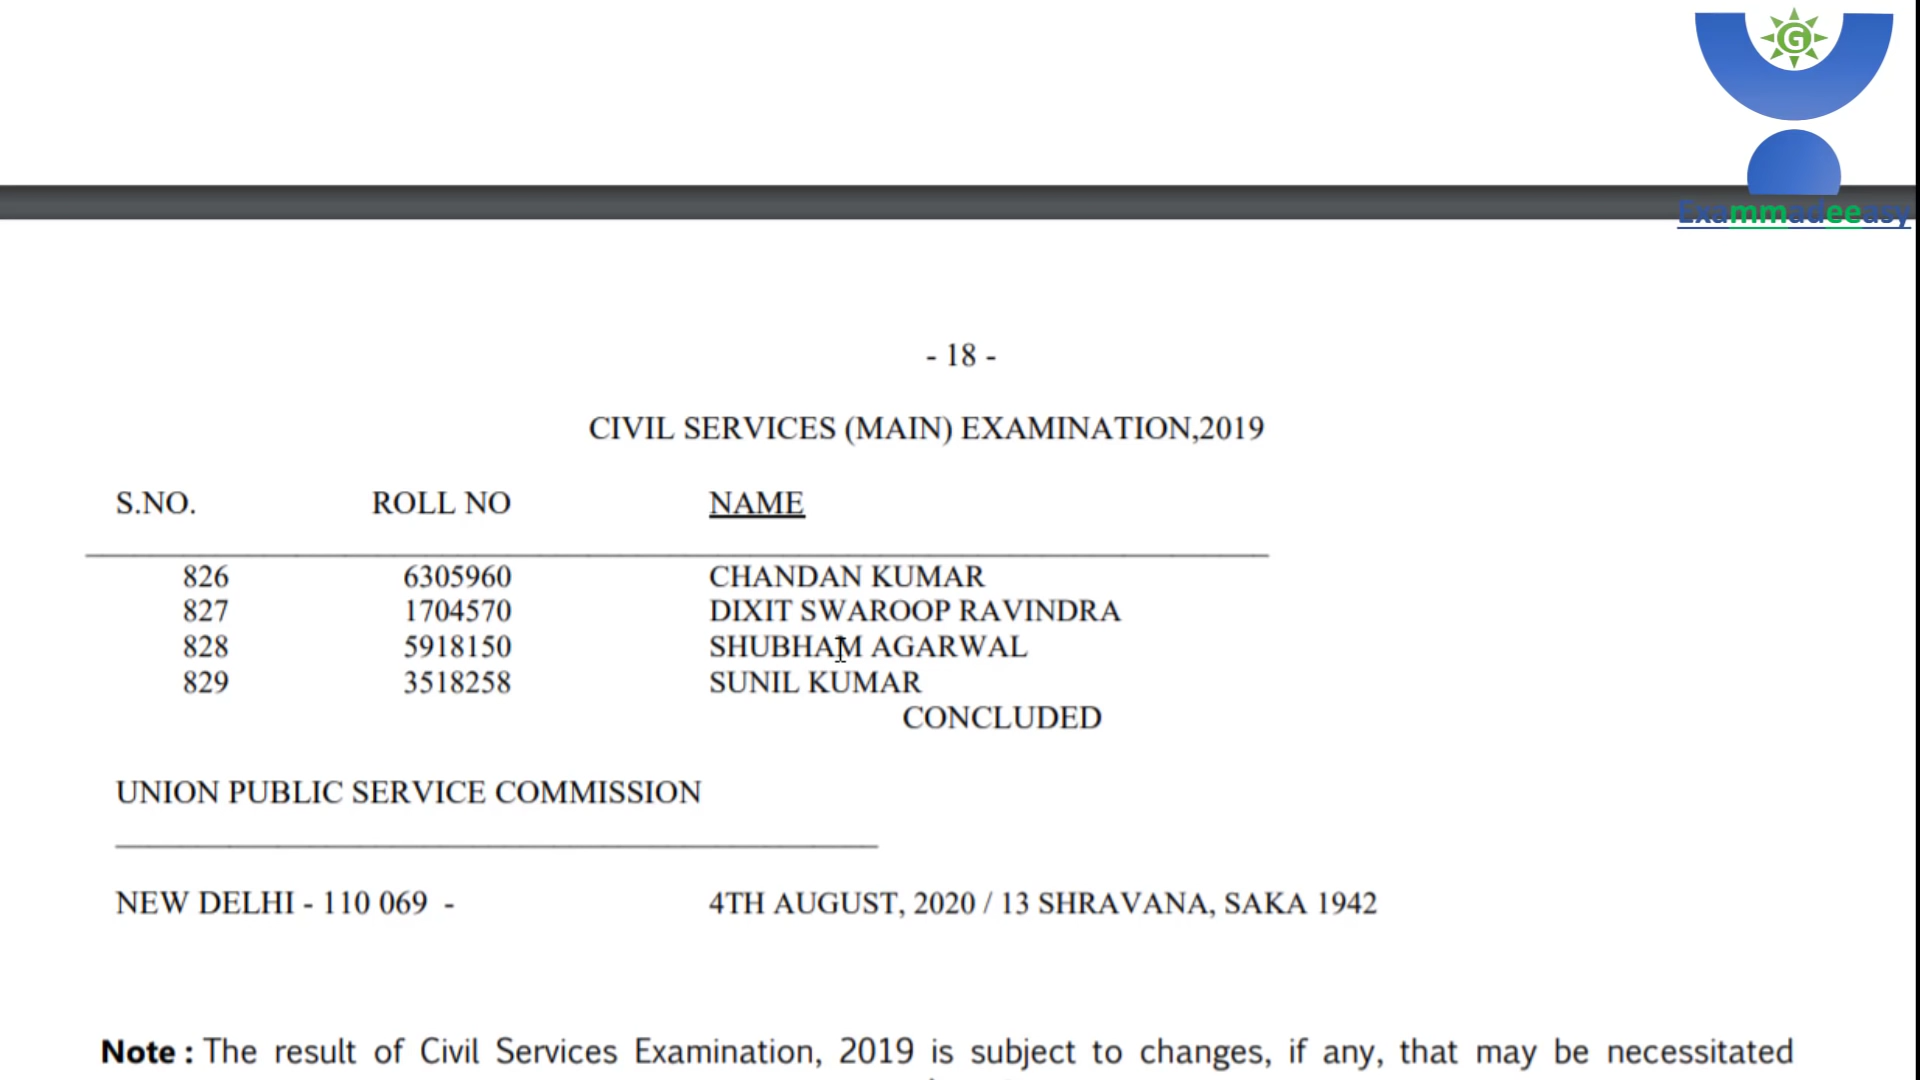 G
Exammadeeasy
- 18 -
CIVIL SERVICES (MAIN) EXAMINATION,2019
S.NO. ROLL NO NAME
826 6305960 CHANDAN KUMAR
827 1704570 DIXIT SWAROOP RAVINDRA
828 5918150 SHUBHAM AGARWAL
829 3518258 SUNIL KUMAR
CONCLUDED
UNION PUBLIC SERVICE COMMISSION
NEW DELHI - 110 069 - 4TH AUGUST, 2020 / 13 SHRAVANA, SAKA 1942
Note : The result of Civil Services Examination, 2019 is subject to changes, if any, that may be necessitated